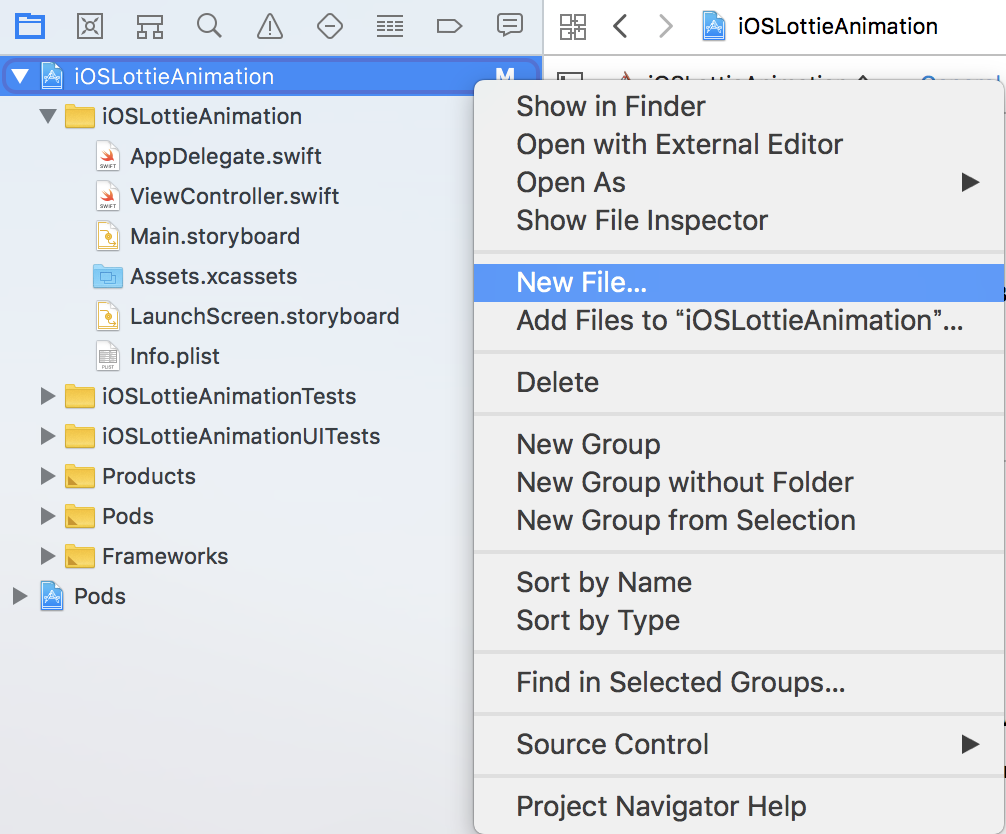 iOSLottieAnimation
iOSLottieAnimation M
iOSLottieAnimation
AppDelegate.swift
ViewController.swift
Main.storyboard
Assets.xcassets
LaunchScreen.storyboard
Info.plist
iOSLottieAnimationTests
iOSLottieAnimationUITests
Products
Pods
Frameworks
Pods
Show in Finder
Open with External Editor
Open As
Show File Inspector
New File...
Add Files to “iOSLottieAnimation”...
Delete
New Group
New Group without Folder
New Group from Selection
Sort by Name
Sort by Type
Find in Selected Groups...
Source Control
Project Navigator Help